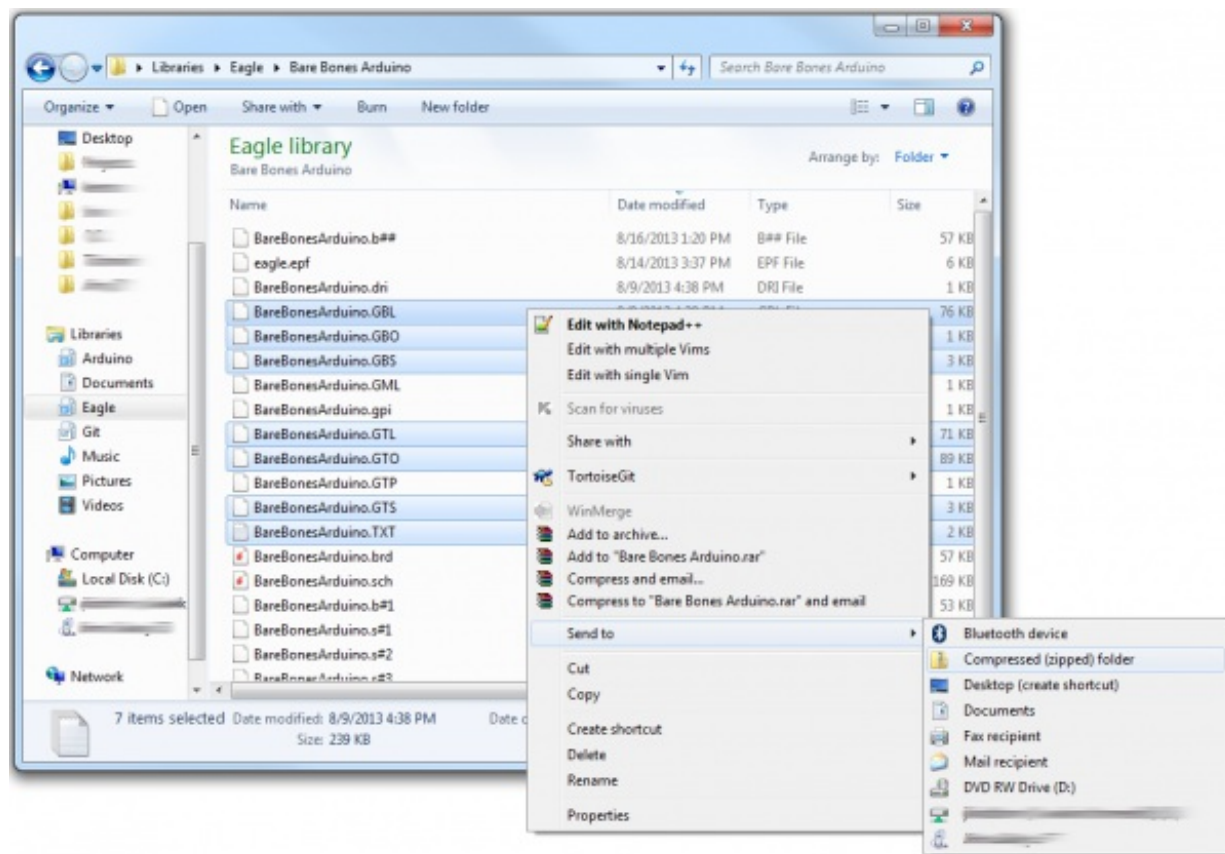 Libraries ▸ Eagle ▸ Bare Bones Arduino
Search Bare Bones Arduino
Organize Open Share with Burn New folder
Desktop
Libraries
Arduino
Documents
Eagle
Git
Music
Pictures
Videos
Computer
Local Disk (C:)
Network
Eagle library
Bare Bones Arduino
Arrange by: Folder
Name Date modified Type Size
BareBonesArduino.b## 8/16/2013 1:20 PM B## File 57 KB
eagle.epf 8/14/2013 3:37 PM EPF File 6 KB
BareBonesArduino.dri 8/9/2013 4:38 PM DRI File 1 KB
BareBonesArduino.GBL 76 KB
BareBonesArduino.GBO 1 KB
BareBonesArduino.GBS 3 KB
BareBonesArduino.GML 1 KB
BareBonesArduino.gpi 1 KB
BareBonesArduino.GTL 71 KB
BareBonesArduino.GTO 89 KB
BareBonesArduino.GTP 1 KB
BareBonesArduino.GTS 3 KB
BareBonesArduino.TXT 2 KB
BareBonesArduino.brd 57 KB
BareBonesArduino.sch 169 KB
BareBonesArduino.b#1 53 KB
BareBonesArduino.s#1
BareBonesArduino.s#2
BareBonesArduino.s#3
7 items selected Date modified: 8/9/2013 4:38 PM
Size: 239 KB
Edit with Notepad++
Edit with multiple Vims
Edit with single Vim
Scan for viruses
Share with
TortoiseGit
WinMerge
Add to archive...
Add to "Bare Bones Arduino.rar"
Compress and email...
Compress to "Bare Bones Arduino.rar" and email
Send to
Cut
Copy
Create shortcut
Delete
Rename
Properties
Bluetooth device
Compressed (zipped) folder
Desktop (create shortcut)
Documents
Fax recipient
Mail recipient
DVD RW Drive (D:)